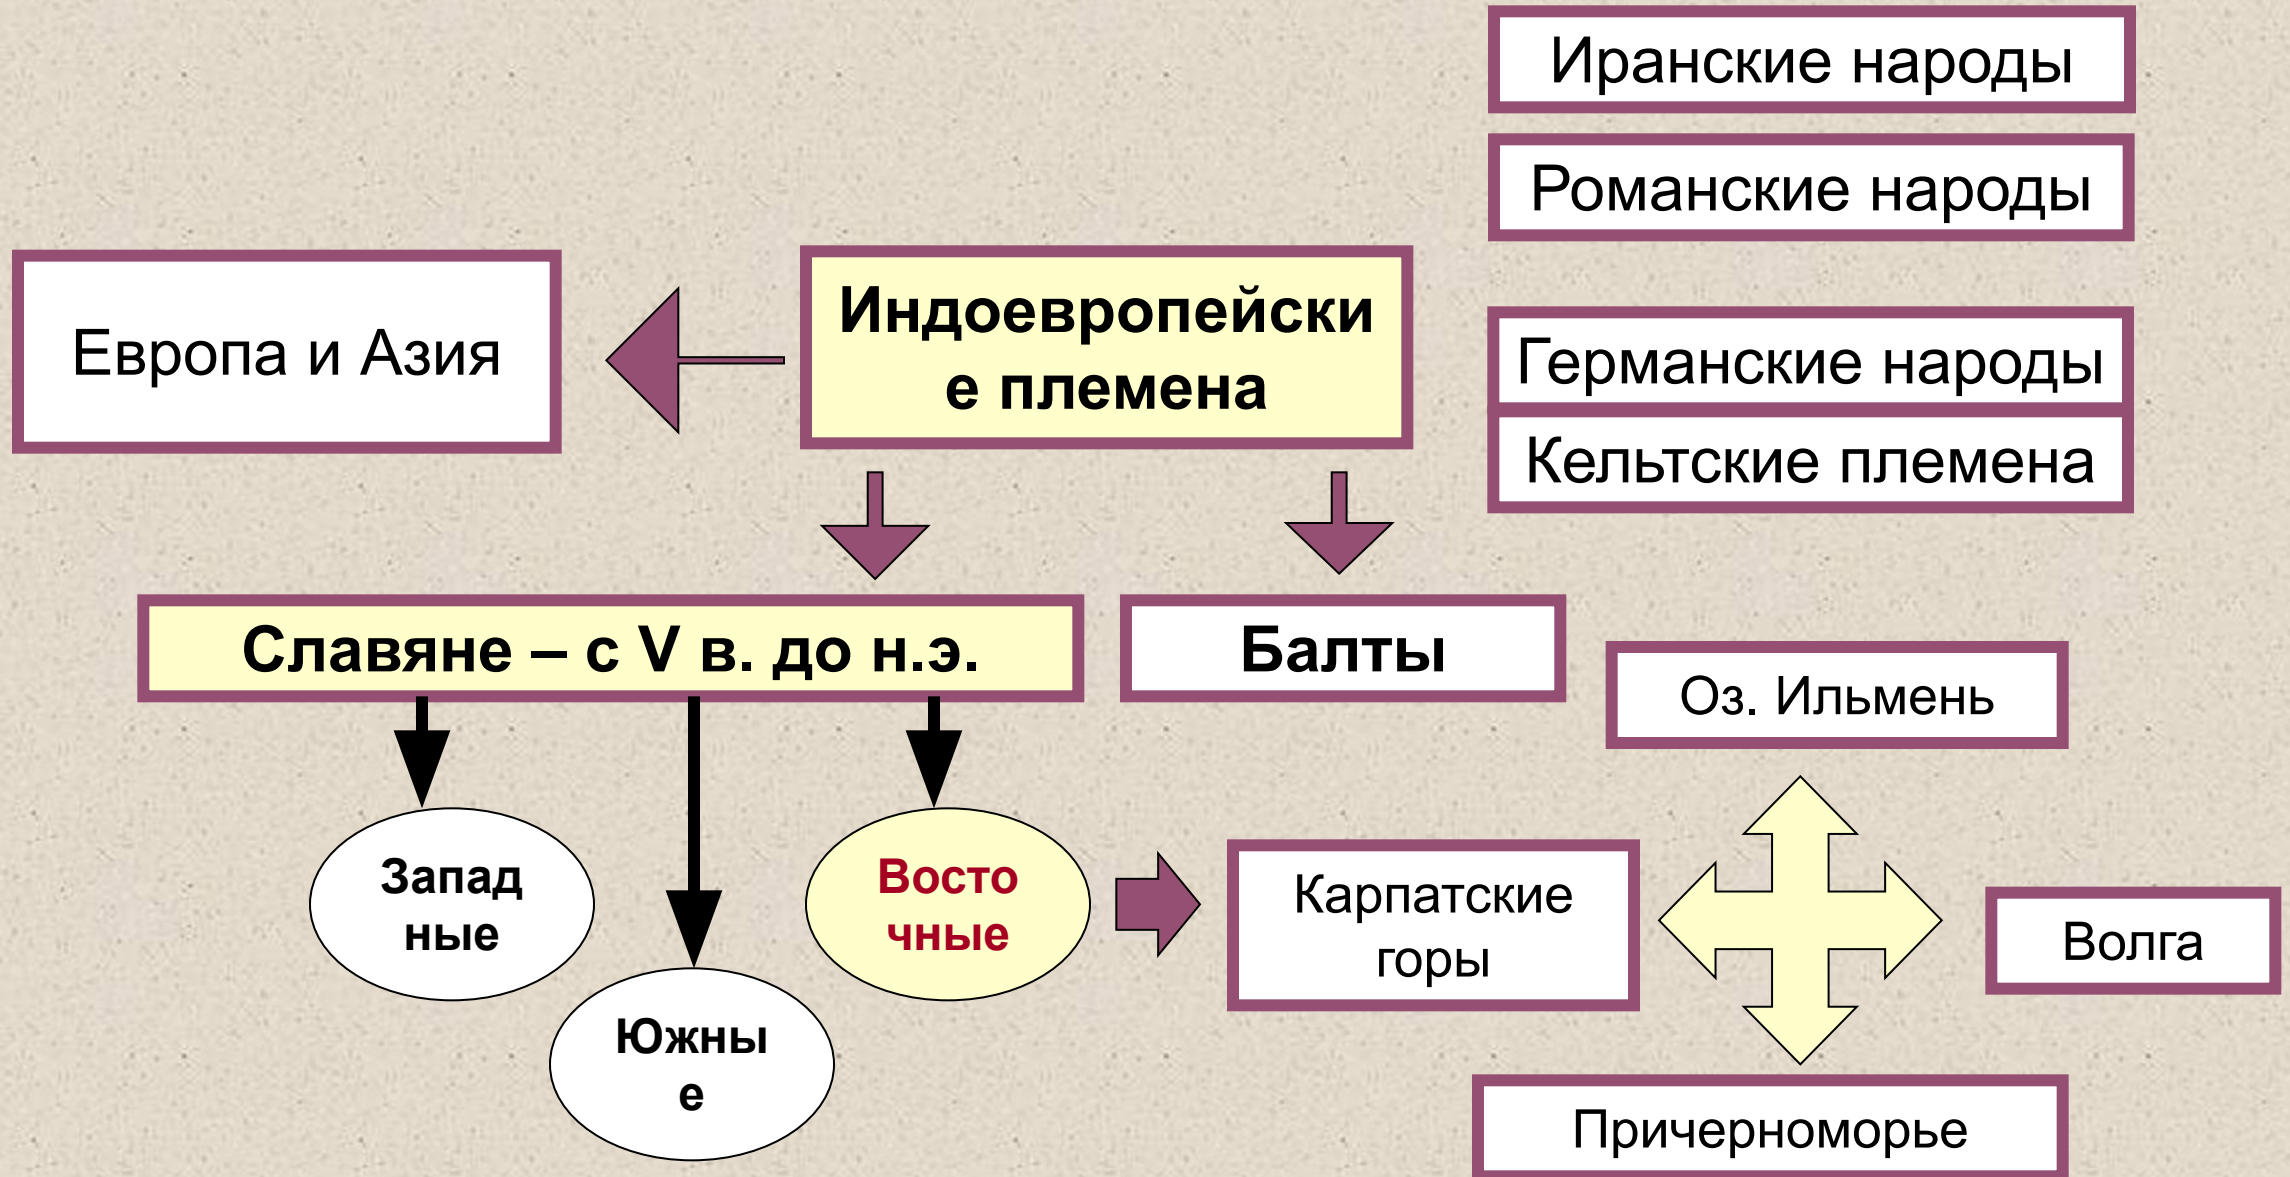 Иранские народы
Романские народы
Европа и Азия
Индоевропейски
е племена
Германские народы
Кельтские племена
Славяне – с V в. до н.э.
Балты
Оз. Ильмень
Запад
ные
Южны
е
Восто
чные
Карпатские
горы
Волга
Причерноморье